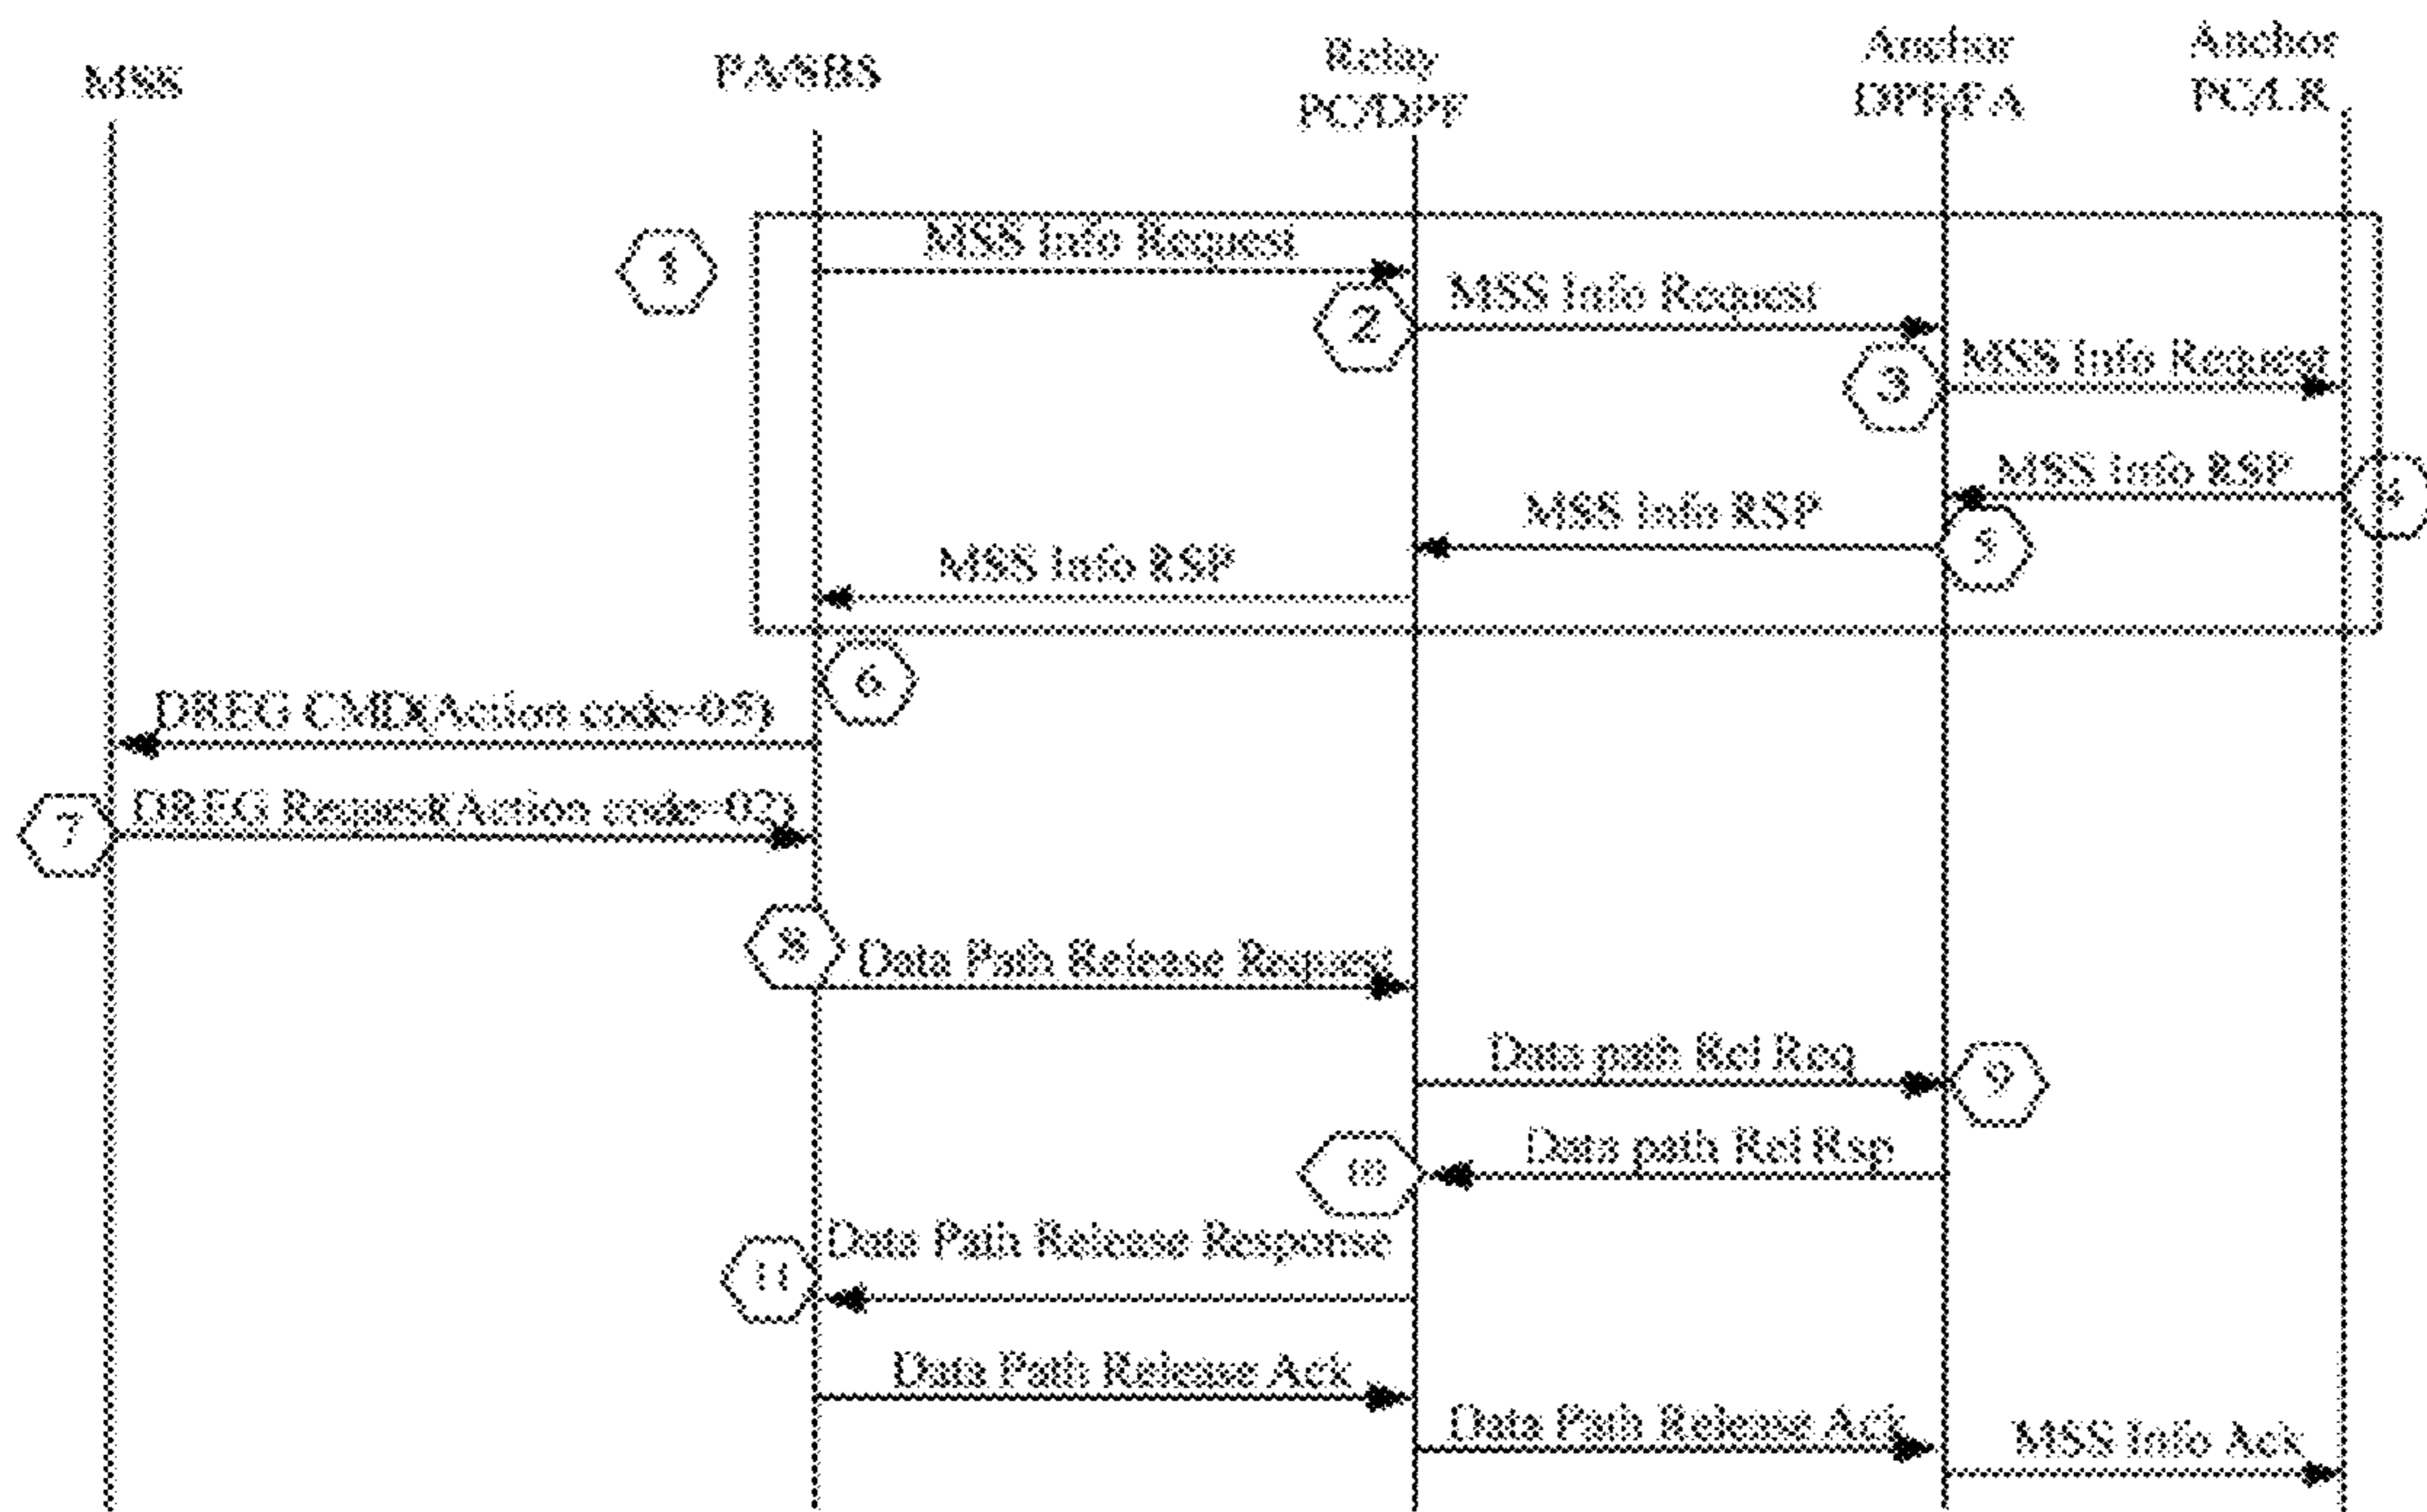 MSS
PA/SBS
Relay
PC/DPF
Anchor
DPF/FA
Anchor
PC/LR
1
MSS Info Request
2
MSS Info Request
3
MSS Info Request
4
MSS Info RSP
5
MSS Info RSP
MSS Info RSP
6
DREG CMD(Action code=05)
7
DREG Request(Action code=02)
8
Data Path Release Request
Data path Rel Req
9
Data path Rel Rsp
10
Data Path Release Response
11
Data Path Release Ack
Data Path Release Ack
MSS Info Ack